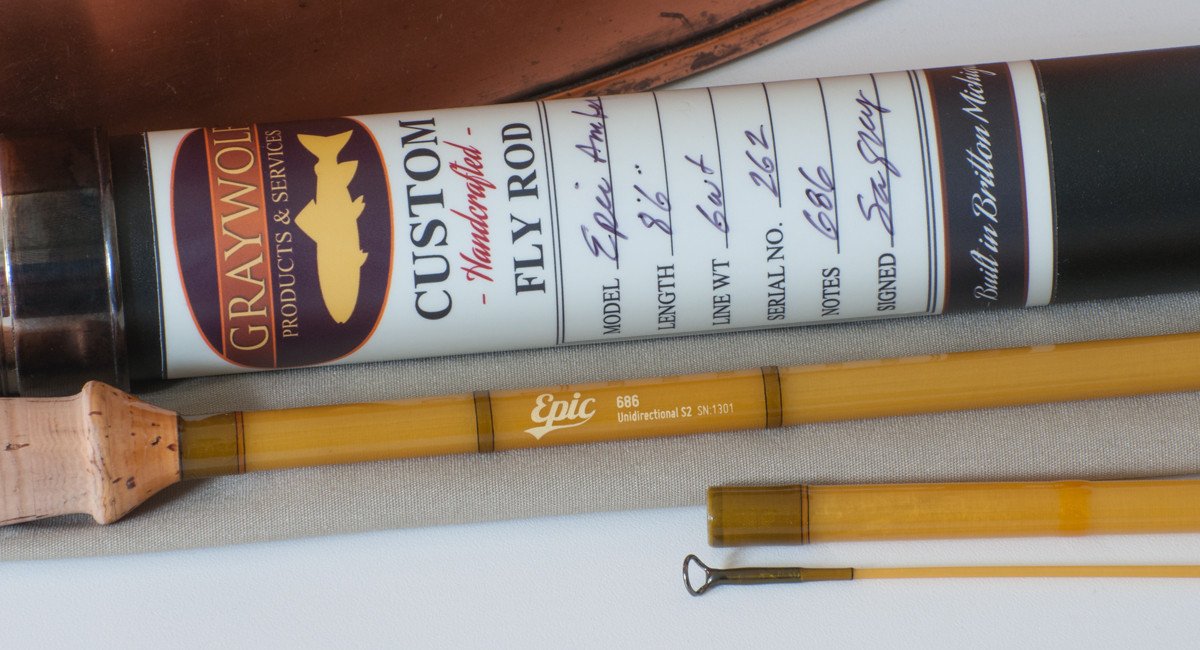 GRAYWOLF
PRODUCTS & SERVICES
CUSTOM
- Handcrafted -
FLY ROD
MODEL Epic
LENGTH 8'6"
LINE WT 6wt
SERIAL NO. 262
NOTES 686
SIGNED
Built in Britton Michigan
Epic
686
Unidirectional S2 SN:1301